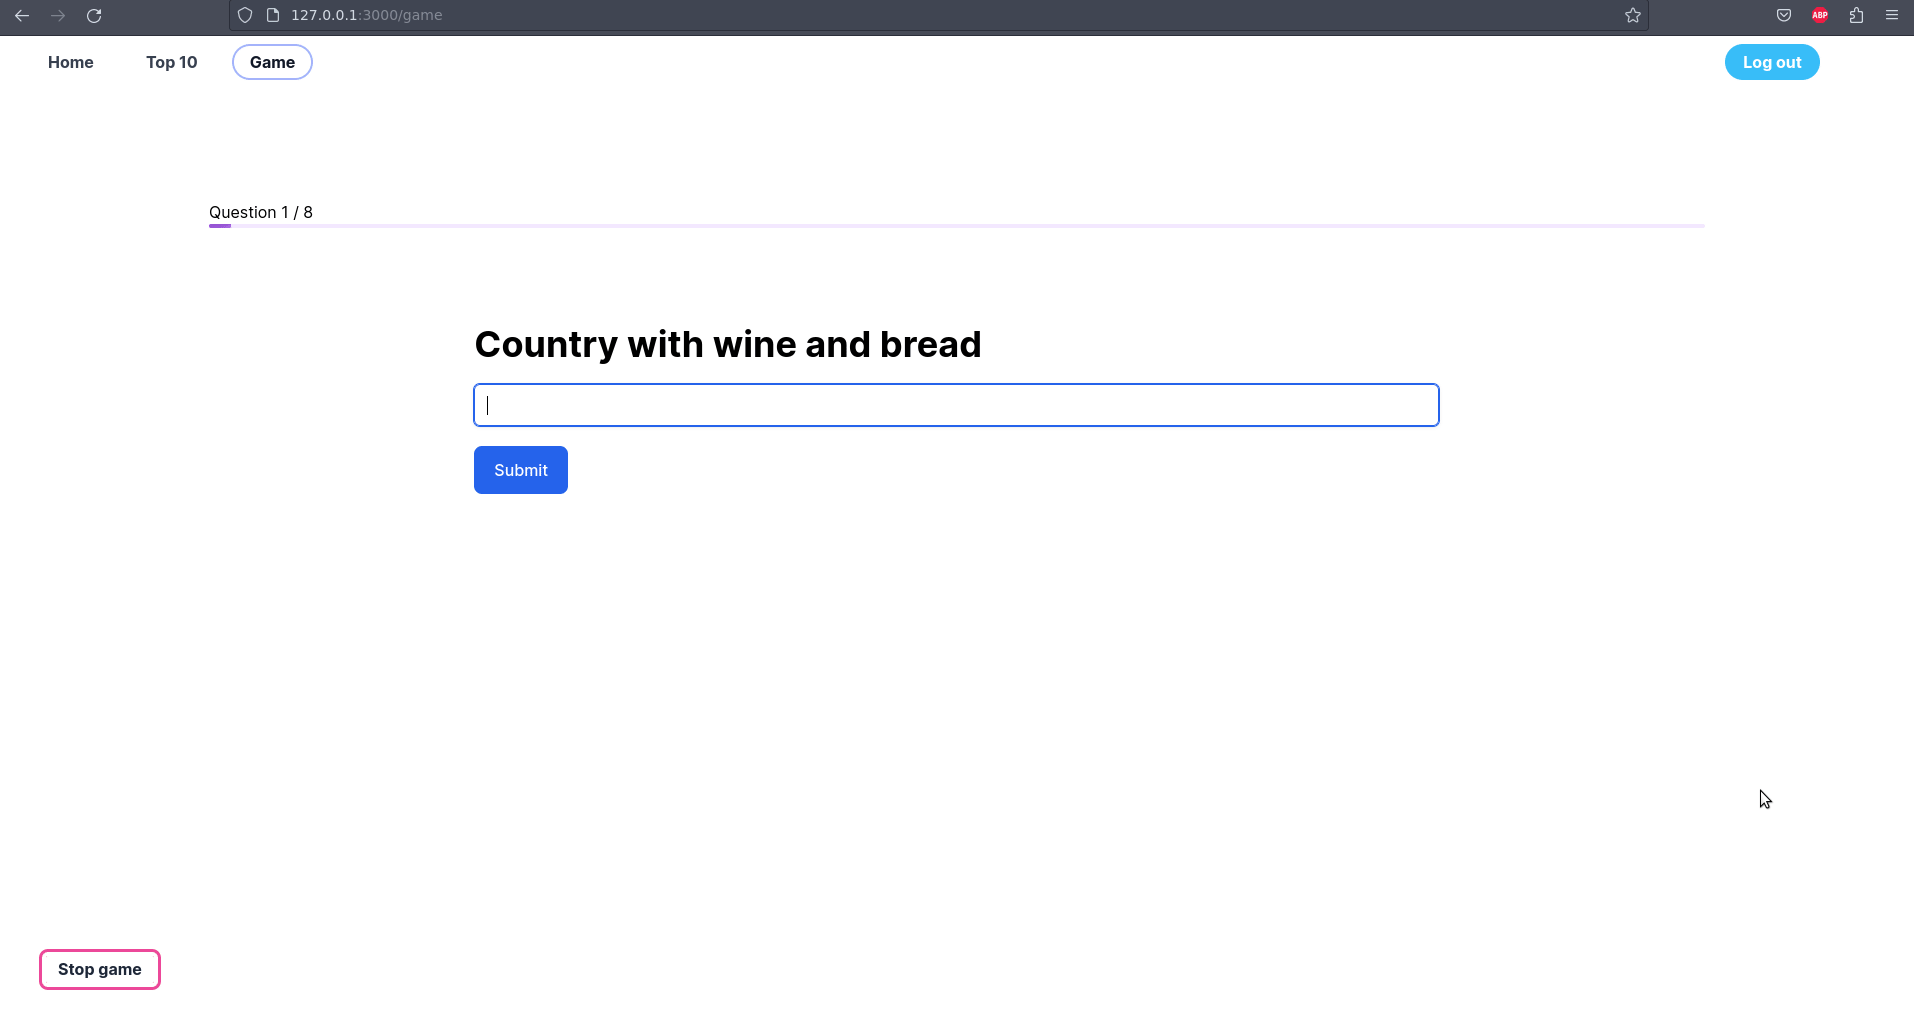 127.0.0.1:3000/game
ABP
Home Top 10 Game Log out
Question 1 / 8
Country with wine and bread
Submit
Stop game